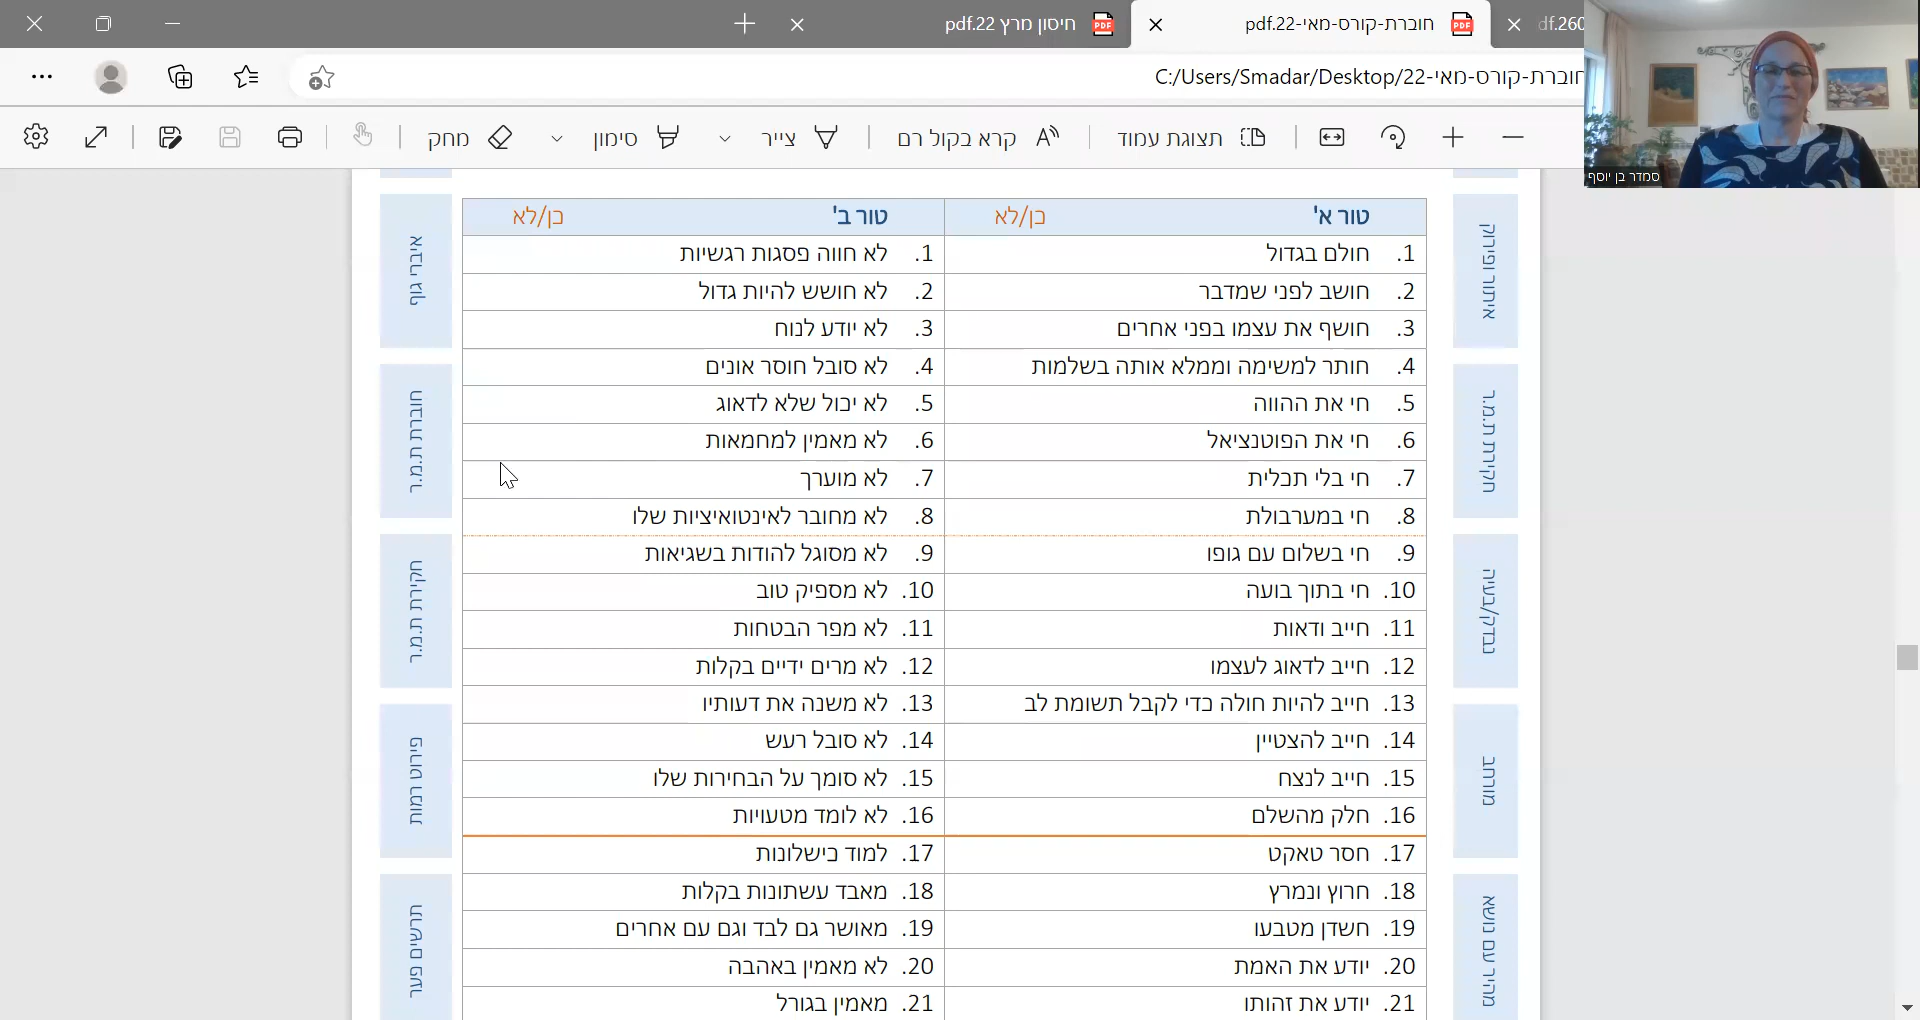 חיסון מרץ 22.pdf
חוברת-קורס-מאי-22.pdf
C:/Users/Smadar/Desktop/חוברת-קורס-מאי-22
תצוגת עמוד
קרא בקול רם
צייר
סימון
מחק
סמדר בן יוסף
טור א' כן/לא טור ב' כן/לא
1. חולם בגדול 1. לא חווה פסגות רגשיות
2. חושב לפני שמדבר 2. לא חושש להיות גדול
3. חושף את עצמו בפני אחרים 3. לא יודע לנוח
4. חותר למשימה וממלא אותה בשלמות 4. לא סובל חוסר אונים
5. חי את ההווה 5. לא יכול שלא לדאוג
6. חי את הפוטנציאל 6. לא מאמין למחמאות
7. חי בלי תכלית 7. לא מוערך
8. חי במערבולת 8. לא מחובר לאינטואיציות שלו
9. חי בשלום עם גופו 9. לא מסוגל להודות בשגיאות
10. חי בתוך בועה 10. לא מספיק טוב
11. חייב ודאות 11. לא מפר הבטחות
12. חייב לדאוג לעצמו 12. לא מרים ידיים בקלות
13. חייב להיות חולה כדי לקבל תשומת לב 13. לא משנה את דעותיו
14. חייב להצטיין 14. לא סובל רעש
15. חייב לנצח 15. לא סומך על הבחירות שלו
16. חלק מהשלם 16. לא לומד מטעויות
17. חסר טאקט 17. למוד כישלונות
18. חרוץ ונמרץ 18. מאבד עשתונות בקלות
19. חשדן מטבעו 19. מאושר גם לבד וגם עם אחרים
20. יודע את האמת 20. לא מאמין באהבה
21. יודע את זהותו 21. מאמין בגורל
איתור ופירוק
חקירת ת.מ.ר
נבדק/בעיה
מורחב
מהיר עם נושא
איברי גוף
חוברת ת.מ.ר
חקירת ת.מ.ר
פירוט רמות
תרשים פער